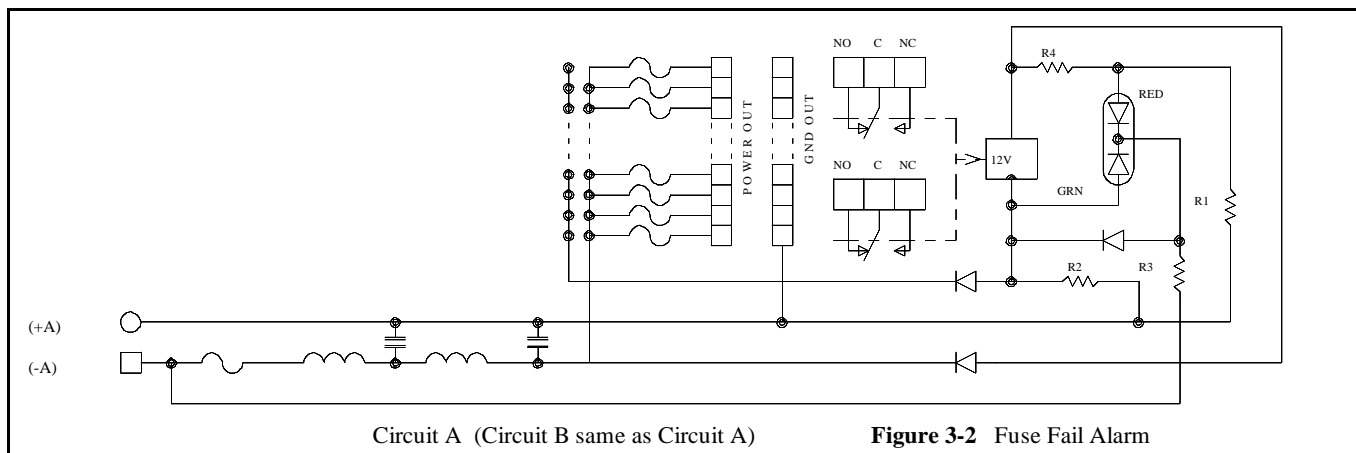 NO C NC
R4
RED
POWER OUT
GND OUT
12V
NO C NC
GRN
R1
R2
R3
(+A)
(-A)
Circuit A (Circuit B same as Circuit A)
Figure 3-2 Fuse Fail Alarm